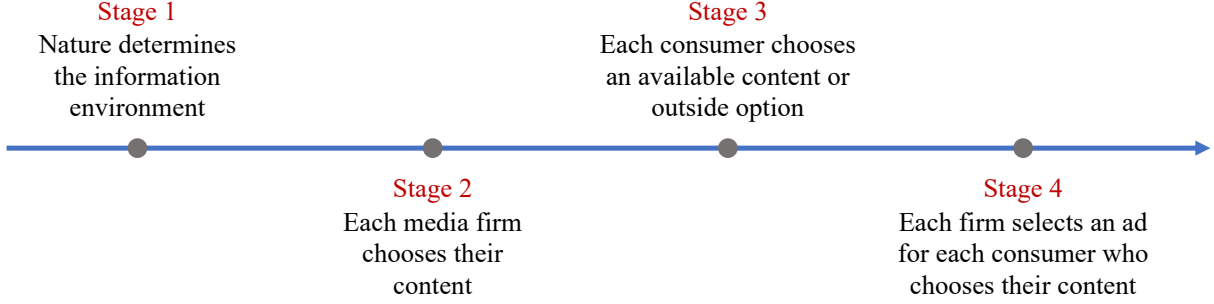 Stage 1
Nature determines
the information
environment
Stage 2
Each media firm
chooses their
content
Stage 3
Each consumer chooses
an available content or
outside option
Stage 4
Each firm selects an ad
for each consumer who
chooses their content